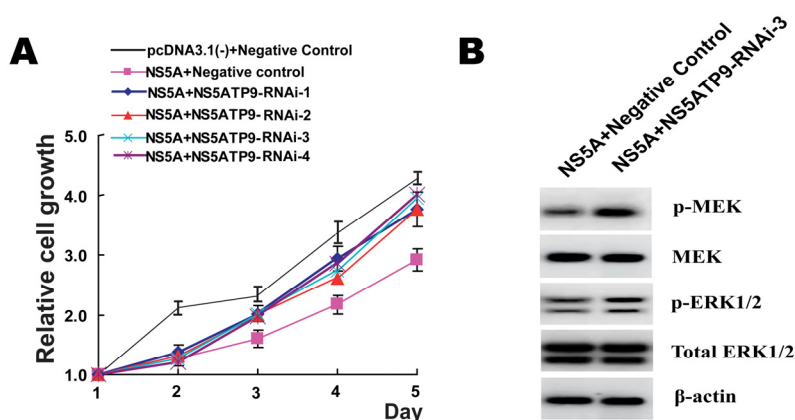 A
pcDNA3.1(-)+Negative Control
NS5A+Negative control
NS5A+NS5ATP9-RNAi-1
NS5A+NS5ATP9-RNAi-2
NS5A+NS5ATP9-RNAi-3
NS5A+NS5ATP9-RNAi-4
Relative cell growth
5.0
4.0
3.0
2.0
1.0
1
2
3
4
5
Day
B
NS5A+Negative Control
NS5A+NS5ATP9-RNAi-3
p-MEK
MEK
p-ERK1/2
Total ERK1/2
β-actin